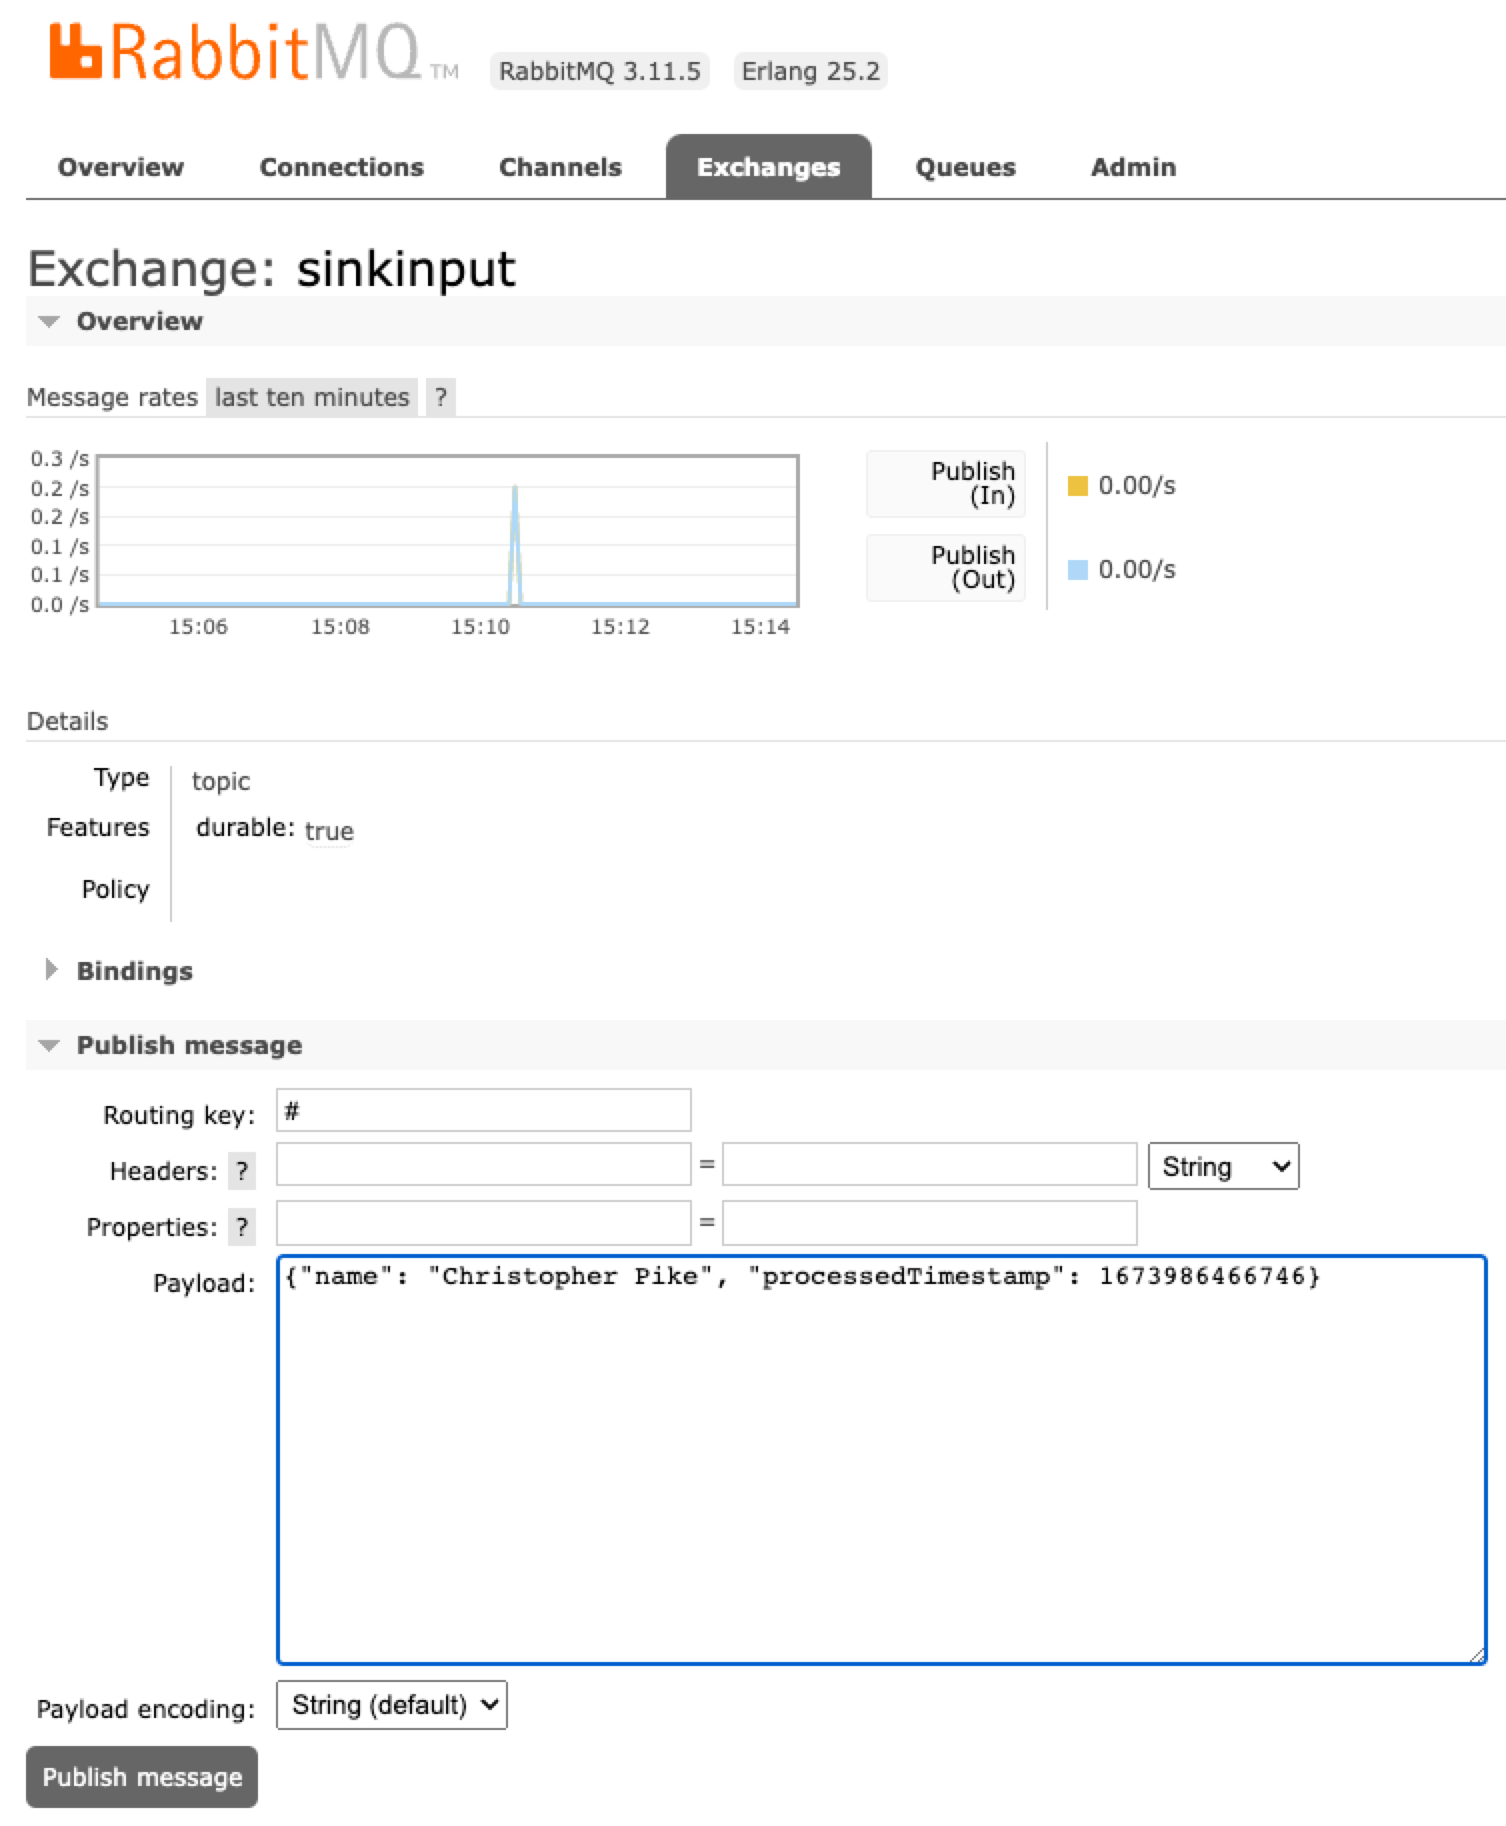 RabbitMQ TM RabbitMQ 3.11.5 Erlang 25.2
Overview Connections Channels Exchanges Queues Admin
Exchange: sinkinput
Overview
Message rates last ten minutes ?
0.3 /s
0.2 /s
0.2 /s
0.1 /s
0.1 /s
0.0 /s
15:06 15:08 15:10 15:12 15:14
Publish
(In)
0.00/s
Publish
(Out)
0.00/s
Details
Type topic
Features durable: true
Policy
Bindings
Publish message
Routing key: #
Headers: ? = String
Properties: ? =
Payload: {"name": "Christopher Pike", "processedTimestamp": 1673986466746}
Payload encoding: String (default)
Publish message